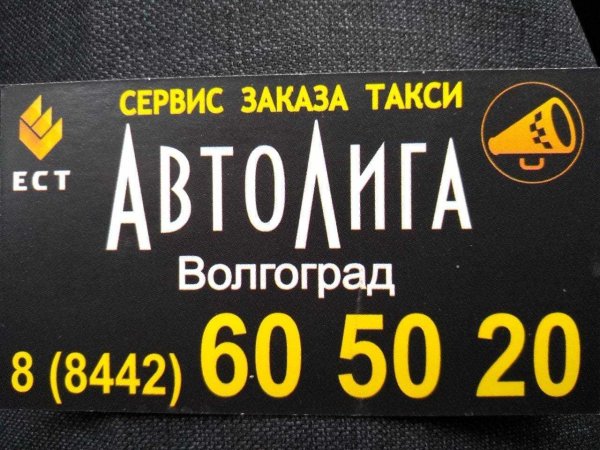 СЕРВИС ЗАКАЗА ТАКСИ
ЕСТ
АВТОЛИГА
Волгоград
8 (8442) 60 50 20